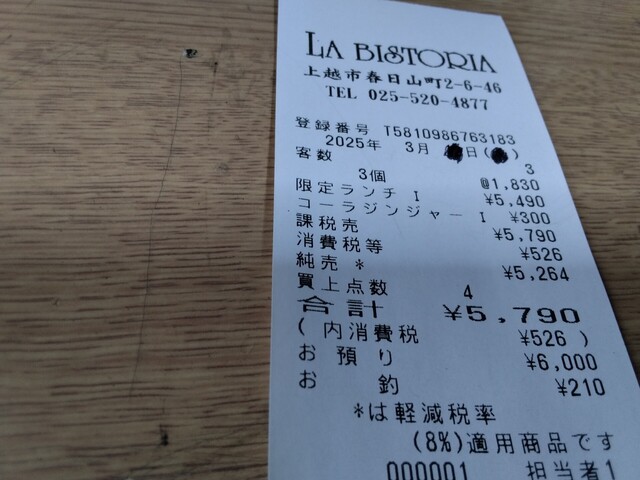 LA BISTORIA
上越市春日山町2-6-46
TEL 025-520-4877
登録番号 T5810986763183
2025年 3月 日( )
客数 3
3個 @1,830
限定ランチ I ¥5,490
コーラジンジャー I ¥300
課税売 ¥5,790
消費税等 ¥526
純売 * ¥5,264
買上点数 4
合計 ¥5,790
( 内消費税 ¥526 )
お預り ¥6,000
お釣 ¥210
*は軽減税率
(8%)適用商品です
000001 担当者1